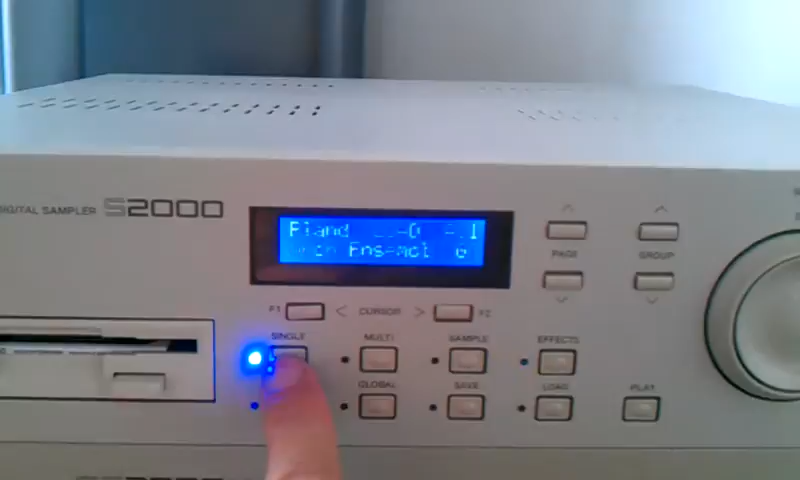 DIGITAL SAMPLER S2000
PAGE
GROUP
F1 < CURSOR > F2
SINGLE
MULTI
SAMPLE
EFFECTS
GLOBAL
SAVE
LOAD
PLAY